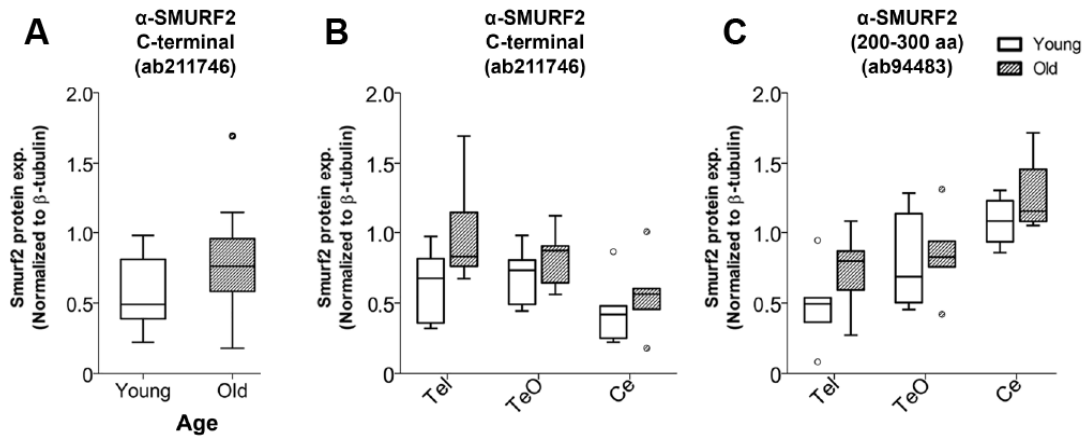 A
α-SMURF2
C-terminal
(ab211746)
Smurf2 protein exp.
(Normalized to β-tubulin)
2.0
1.5
1.0
0.5
0
Young
Old
Age
B
α-SMURF2
C-terminal
(ab211746)
Smurf2 protein exp.
(Normalized to β-tubulin)
2.0
1.5
1.0
0.5
0
Tel
TeO
Ce
C
α-SMURF2
(200-300 aa)
(ab94483)
Young
Old
Smurf2 protein exp.
(Normalized to β-tubulin)
2.0
1.5
1.0
0.5
0
Tel
TeO
Ce